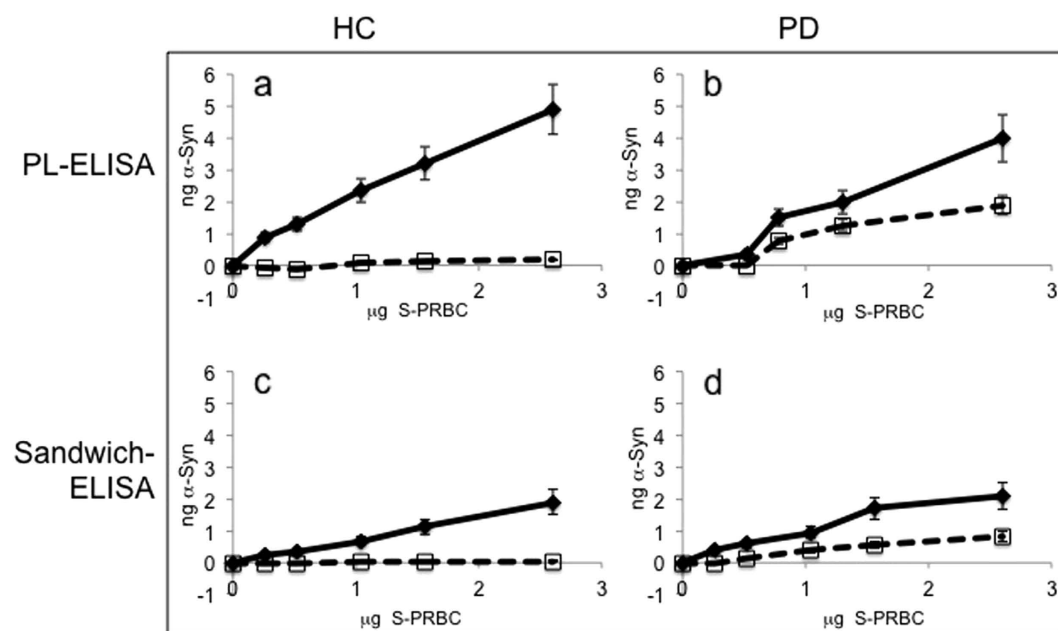 HC PD
PL-ELISA
a
6
5
4
3
2
1
0
-1
ng α-Syn
0 1 2 3
μg S-PRBC
b
6
5
4
3
2
1
0
-1
ng α-Syn
0 1 2 3
μg S-PRBC
Sandwich-
ELISA
c
6
5
4
3
2
1
0
-1
ng α-Syn
0 1 2 3
μg S-PRBC
d
6
5
4
3
2
1
0
-1
ng α-Syn
0 1 2 3
μg S-PRBC